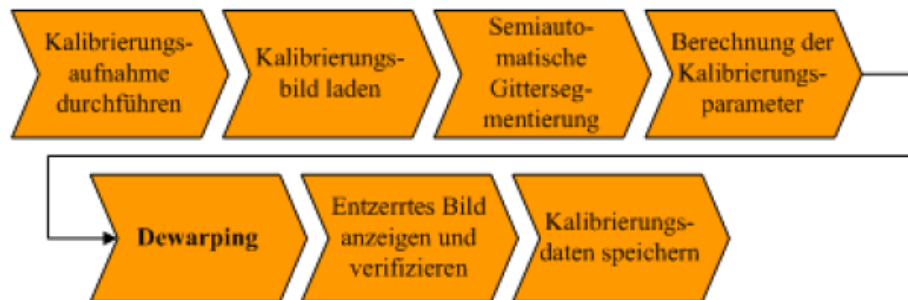 Kalibrierungs-
aufnahme
durchführen
Kalibrierungs-
bild laden
Semiauto-
matische
Gitterseg-
mentierung
Berechnung der
Kalibrierungs-
parameter
Dewarping
Entzerrtes Bild
anzeigen und
verifizieren
Kalibrierungs-
daten speichern